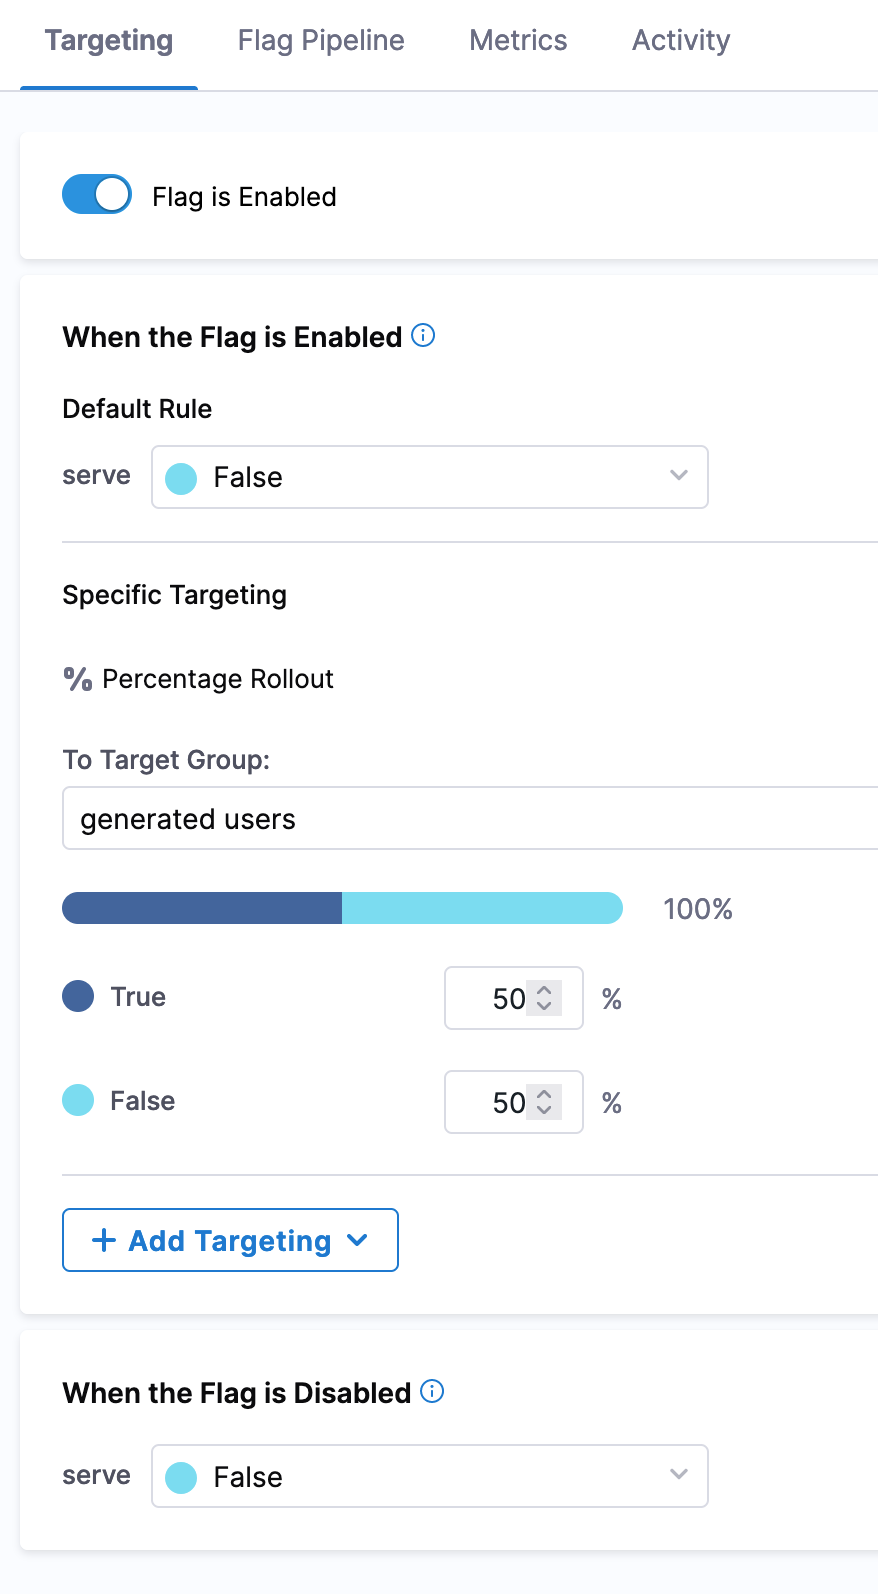 Targeting Flag Pipeline Metrics Activity
Flag is Enabled
When the Flag is Enabled
Default Rule
serve False
Specific Targeting
% Percentage Rollout
To Target Group:
generated users
100%
True 50 %
False 50 %
+ Add Targeting
When the Flag is Disabled
serve False